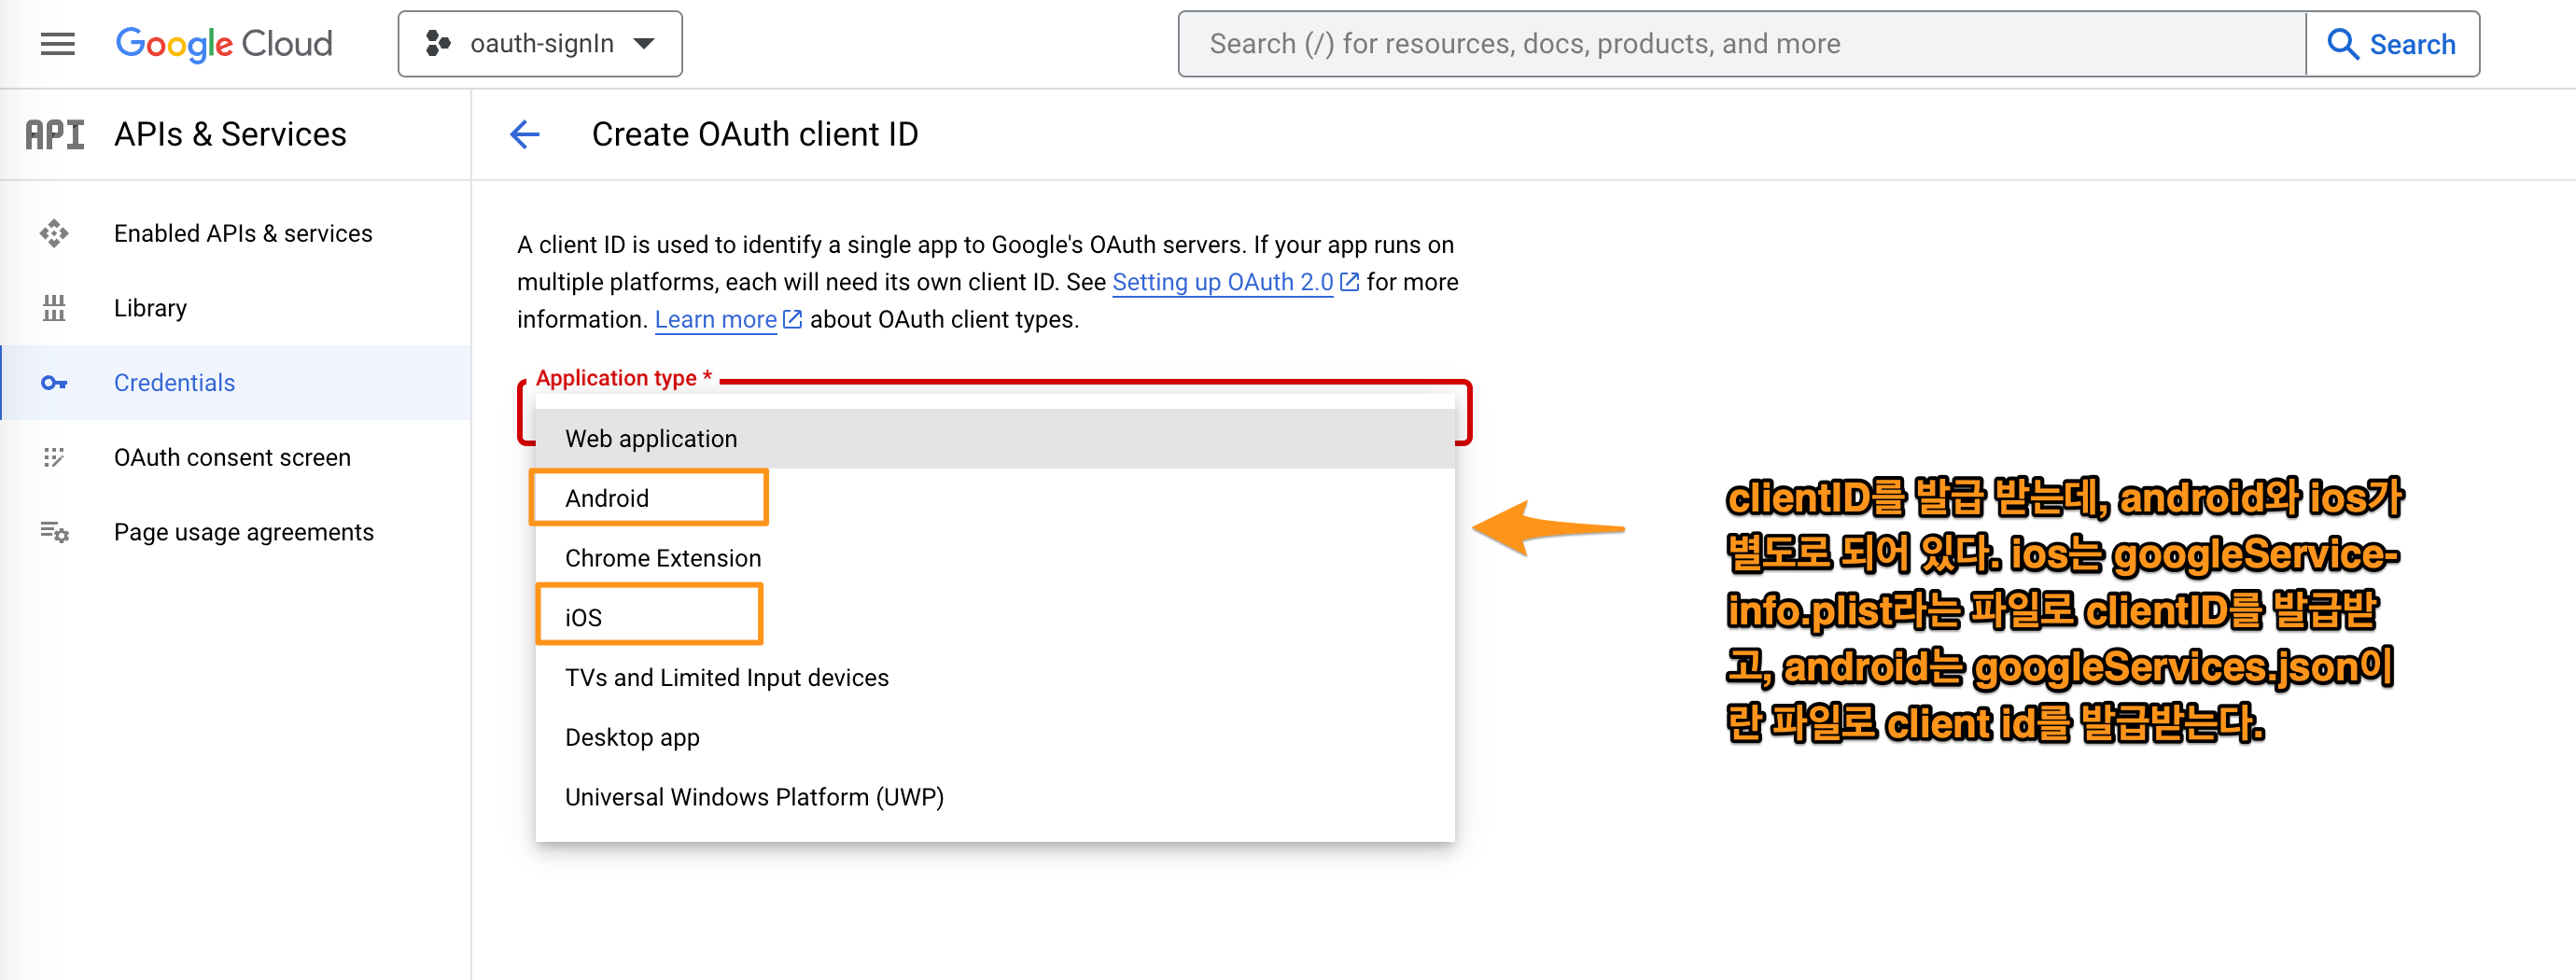 Google Cloud
oauth-signIn
Search (/) for resources, docs, products, and more
Search
API
APIs & Services
Create OAuth client ID
Enabled APIs & services
Library
Credentials
OAuth consent screen
Page usage agreements
A client ID is used to identify a single app to Google's OAuth servers. If your app runs on
multiple platforms, each will need its own client ID. See Setting up OAuth 2.0 for more
information. Learn more about OAuth client types.
Application type *
Web application
Android
Chrome Extension
iOS
TVs and Limited Input devices
Desktop app
Universal Windows Platform (UWP)
clientID를 발급 받는데, android와 ios가
별도로 되어 있다. ios는 googleService-
info.plist라는 파일로 clientID를 발급받
고, android는 googleServices.json이
란 파일로 client id를 발급받는다.